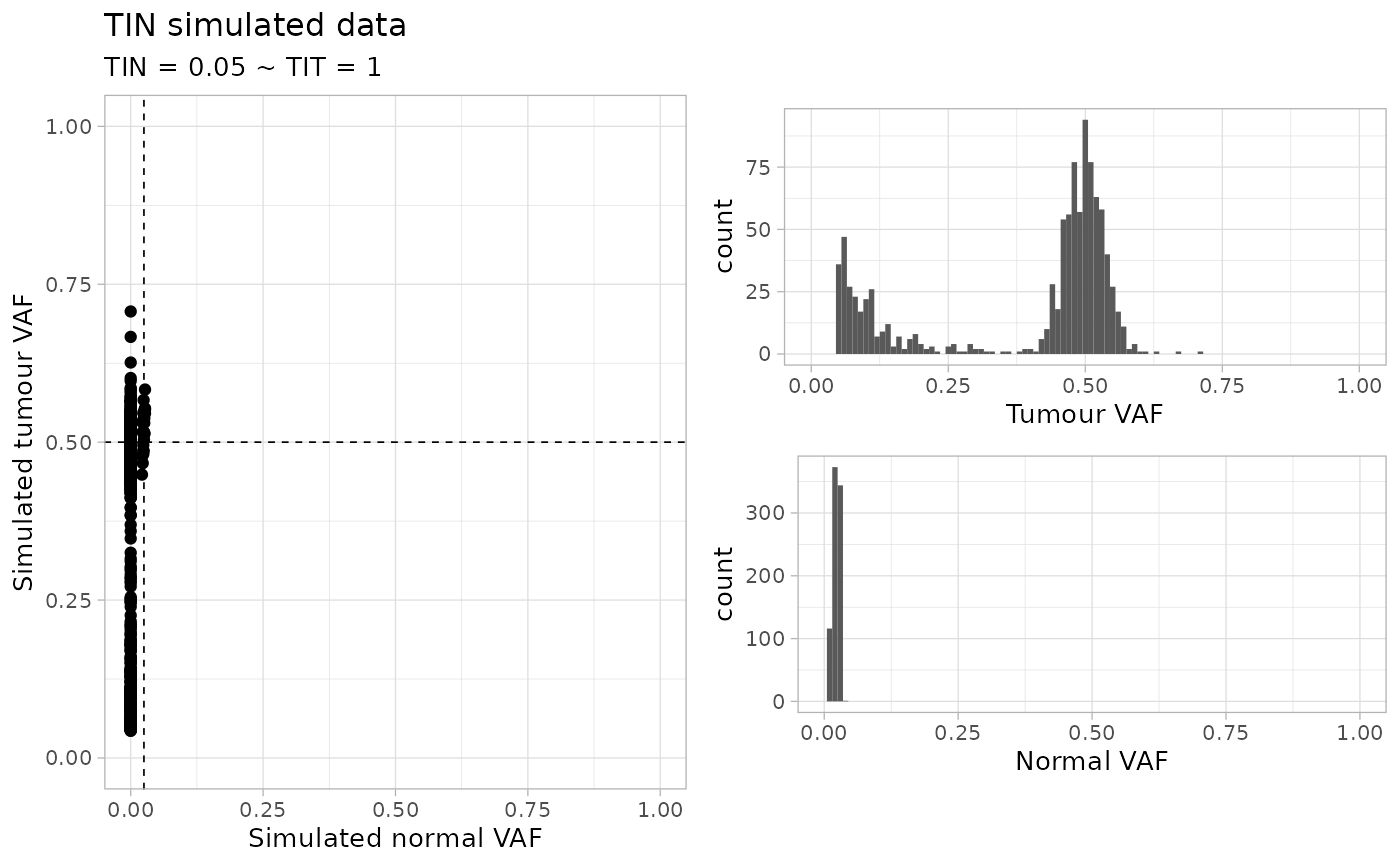 TIN simulated data
TIN = 0.05 ~ TIT = 1
Simulated tumour VAF
1.00
0.75
0.50
0.25
0.00
0.00 0.25 0.50 0.75 1.00
Simulated normal VAF
count
75
50
25
0
0.00 0.25 0.50 0.75 1.00
Tumour VAF
count
300
200
100
0
0.00 0.25 0.50 0.75 1.00
Normal VAF